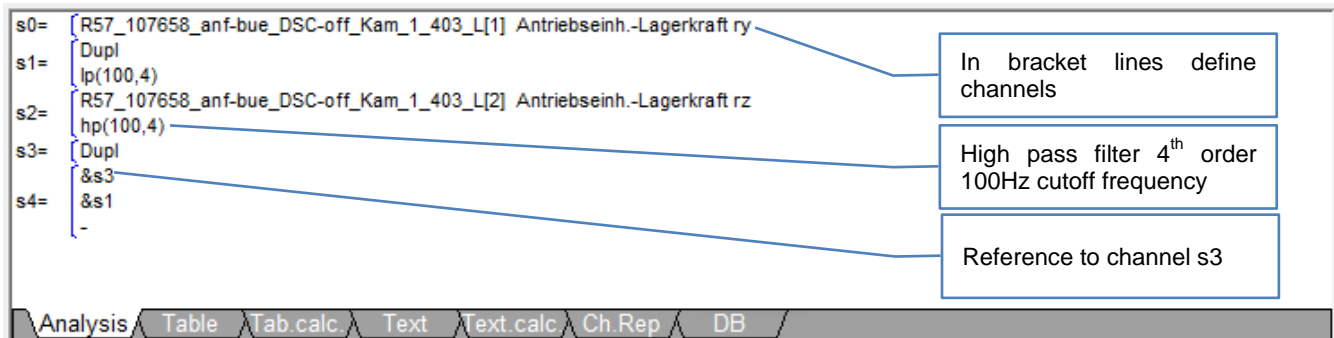 s0= R57_107658_anf-bue_DSC-off_Kam_1_403_L[1] Antriebseinh.-Lagerkraft ry
s1= Dupl
lp(100,4)
s2= R57_107658_anf-bue_DSC-off_Kam_1_403_L[2] Antriebseinh.-Lagerkraft rz
hp(100,4)
s3= Dupl
&s3
s4= &s1
-
In bracket lines define
channels
High pass filter 4th order
100Hz cutoff frequency
Reference to channel s3
Analysis Table Tab.calc. Text Text.calc Ch.Rep DB